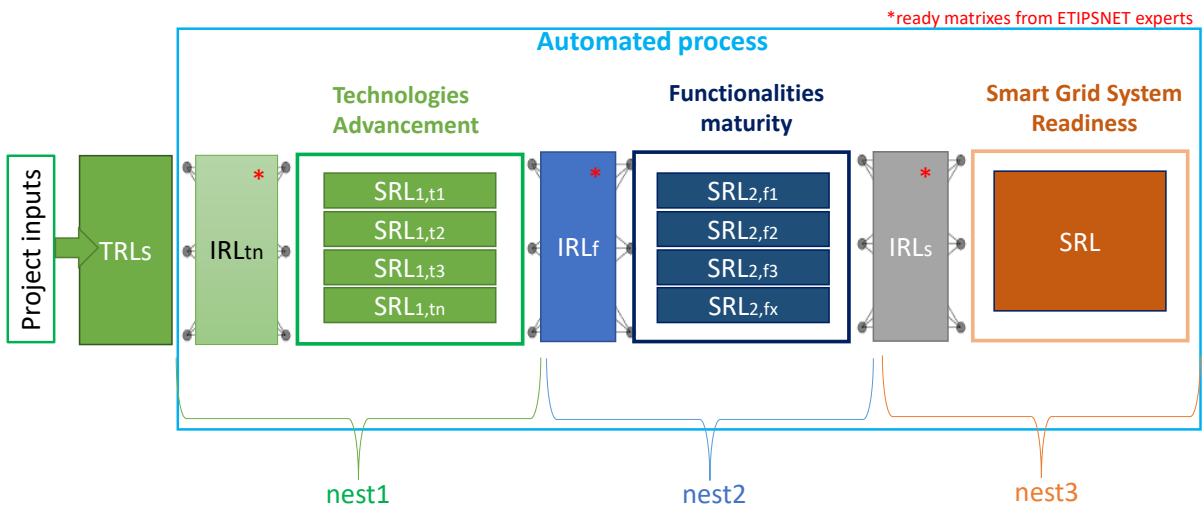 *ready matrixes from ETIPSNET experts
Automated process
Technologies
Advancement
Functionalities
maturity
Smart Grid System
Readiness
Project inputs
TRLs
*
IRLtn
SRL1,t1
SRL1,t2
SRL1,t3
SRL1,tn
*
IRLf
SRL2,f1
SRL2,f2
SRL2,f3
SRL2,fx
*
IRLs
SRL
nest1
nest2
nest3